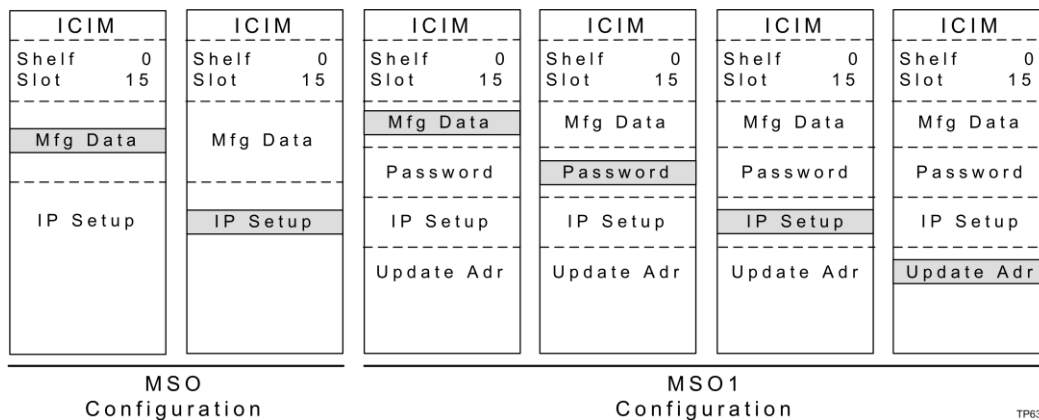 ICIM
Shelf 0
Slot 15
Mfg Data
IP Setup
ICIM
Shelf 0
Slot 15
Mfg Data
IP Setup
ICIM
Shelf 0
Slot 15
Mfg Data
Password
IP Setup
Update Adr
ICIM
Shelf 0
Slot 15
Mfg Data
Password
IP Setup
Update Adr
ICIM
Shelf 0
Slot 15
Mfg Data
Password
IP Setup
Update Adr
ICIM
Shelf 0
Slot 15
Mfg Data
Password
IP Setup
Update Adr
MSO
Configuration
MSO1
Configuration